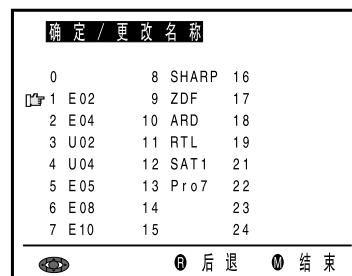 确定/更改名称
0 8 SHARP 16
1 E02 9 ZDF 17
2 E04 10 ARD 18
3 U02 11 RTL 19
4 U04 12 SAT1 21
5 E05 13 Pro7 22
6 E08 14 23
7 E10 15 24
R 后退 M 结束